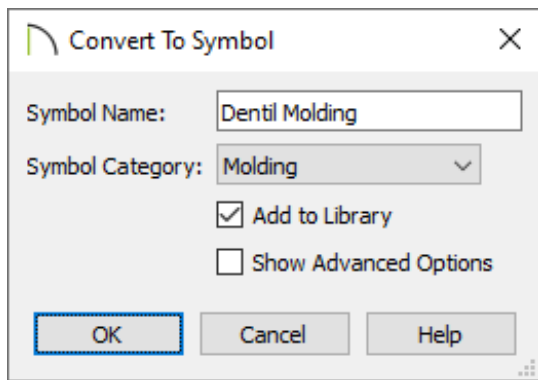 Convert To Symbol
Symbol Name: Dentil Molding
Symbol Category: Molding
Add to Library
Show Advanced Options
OK Cancel Help